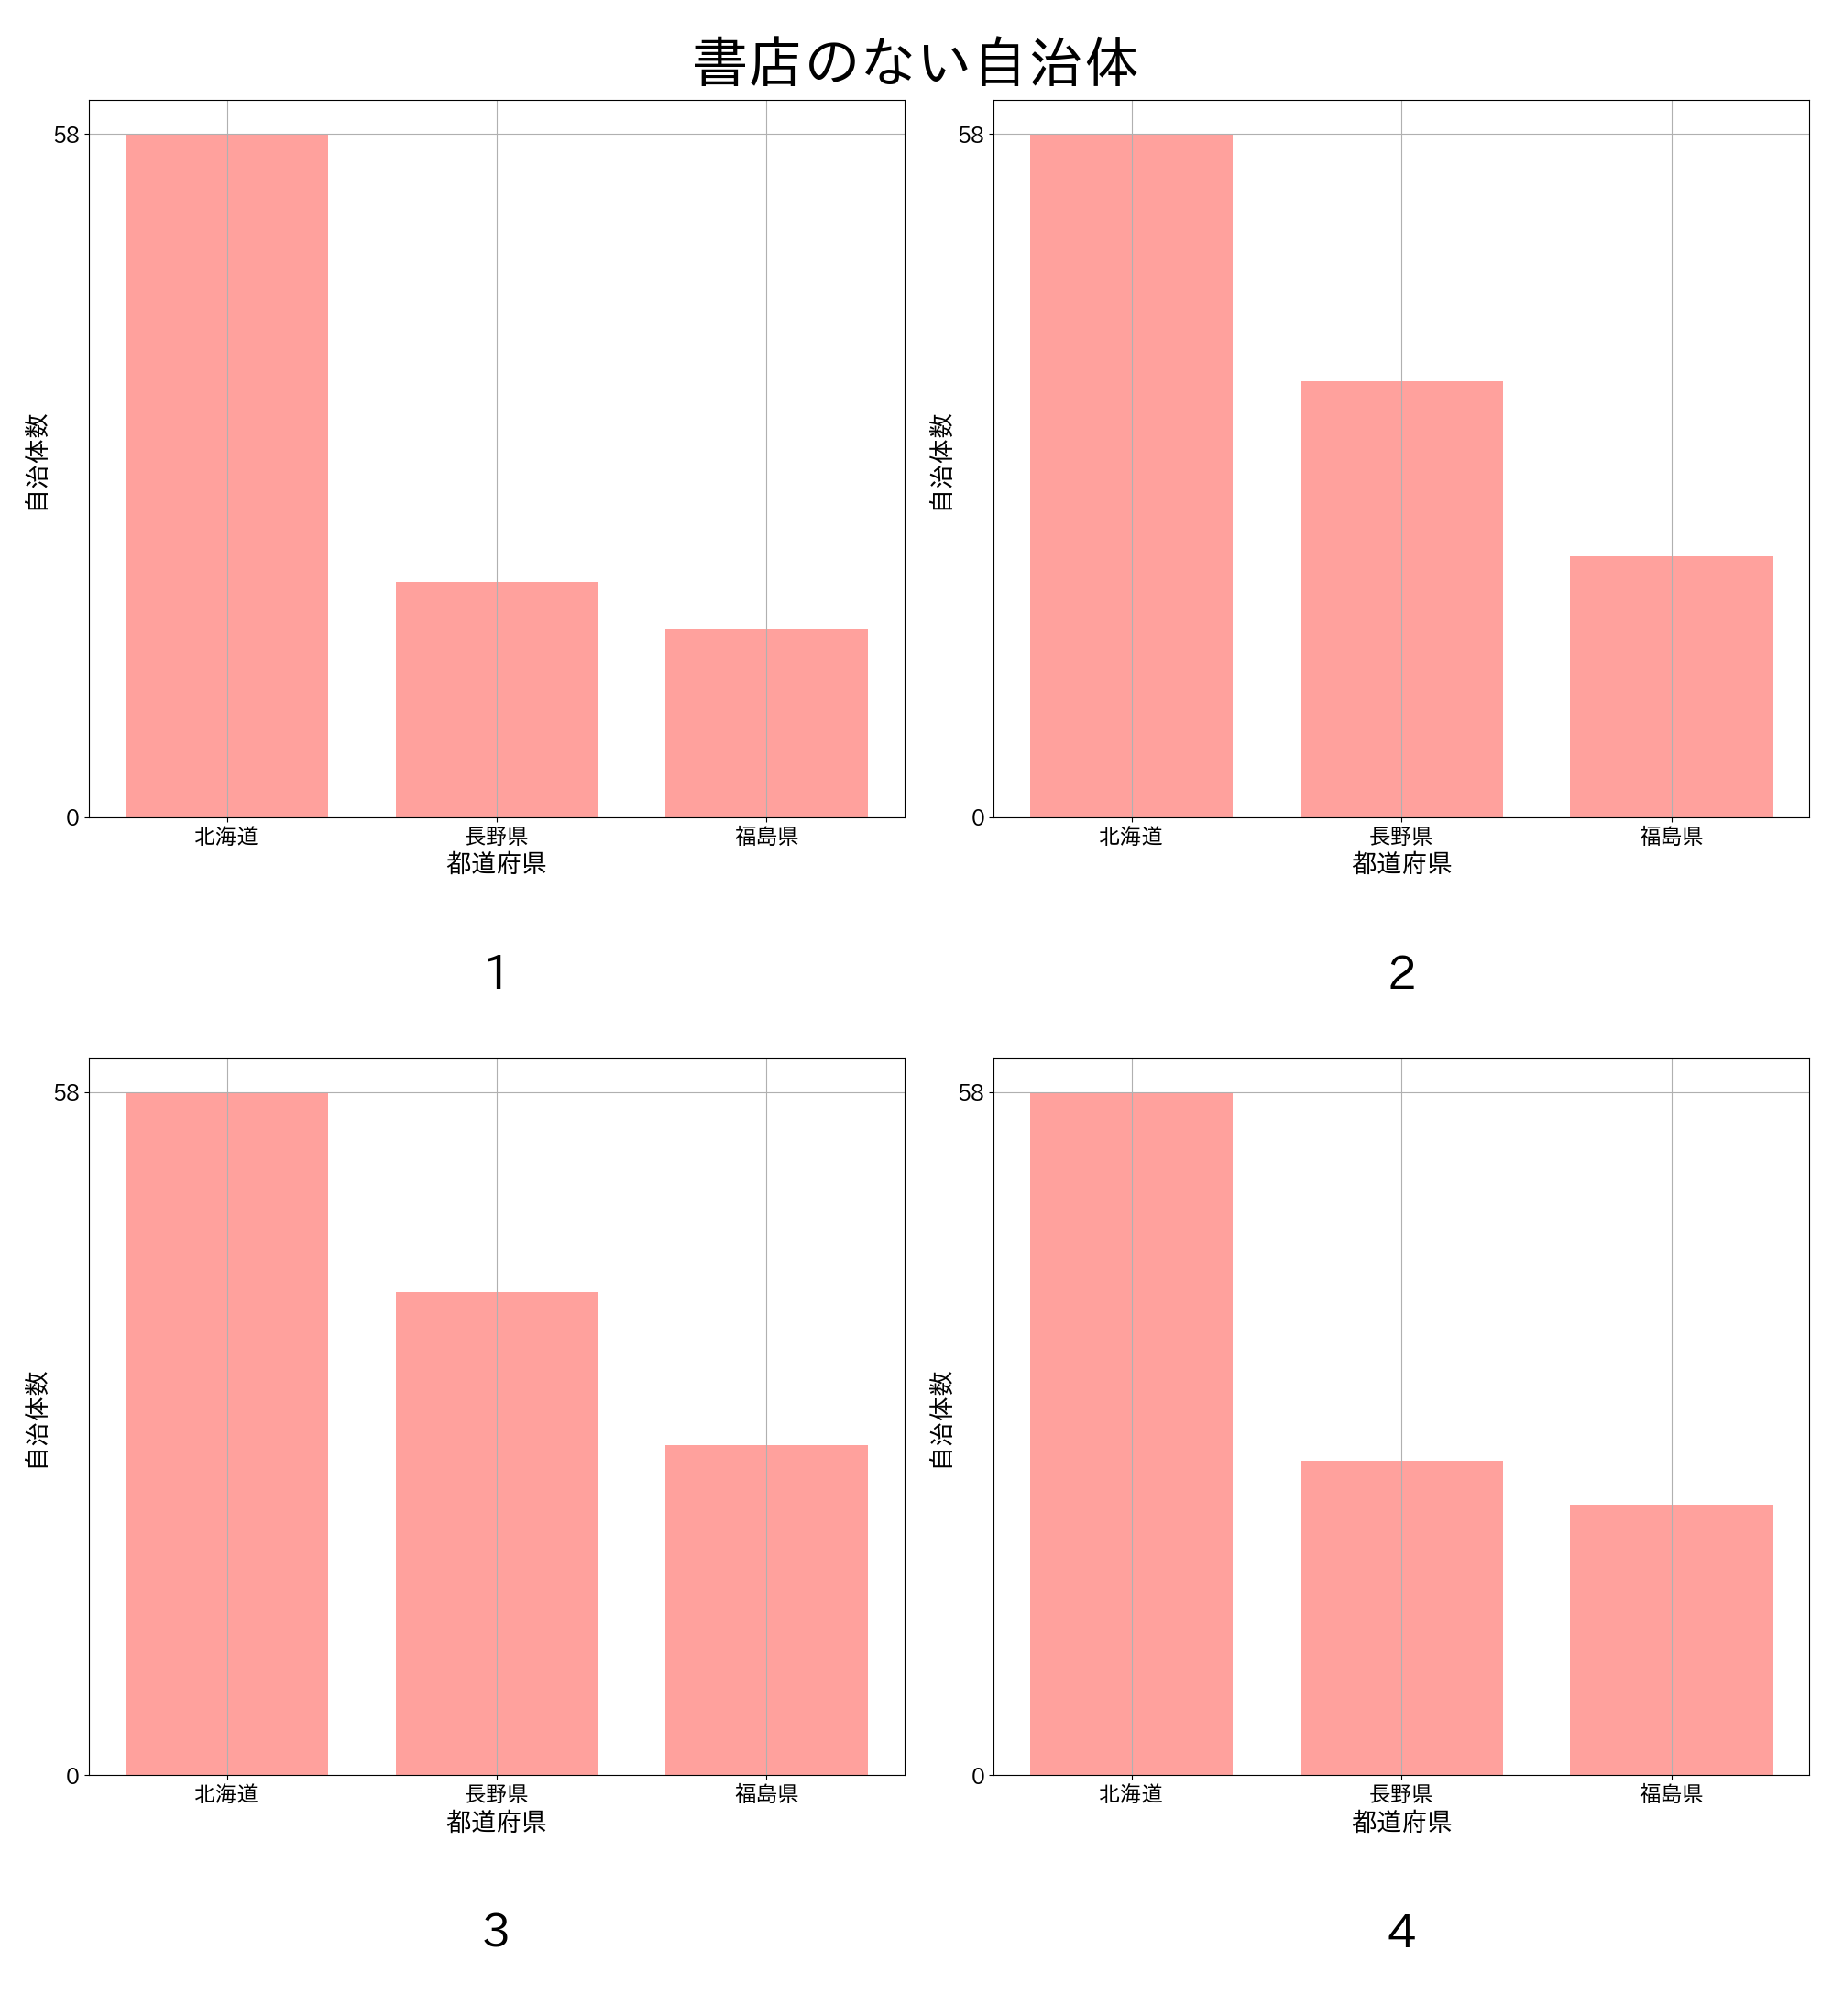 書店のない自治体
58
0
自治体数
北海道 長野県 福島県
都道府県
1
58
0
自治体数
北海道 長野県 福島県
都道府県
2
58
0
自治体数
北海道 長野県 福島県
都道府県
3
58
0
自治体数
北海道 長野県 福島県
都道府県
4